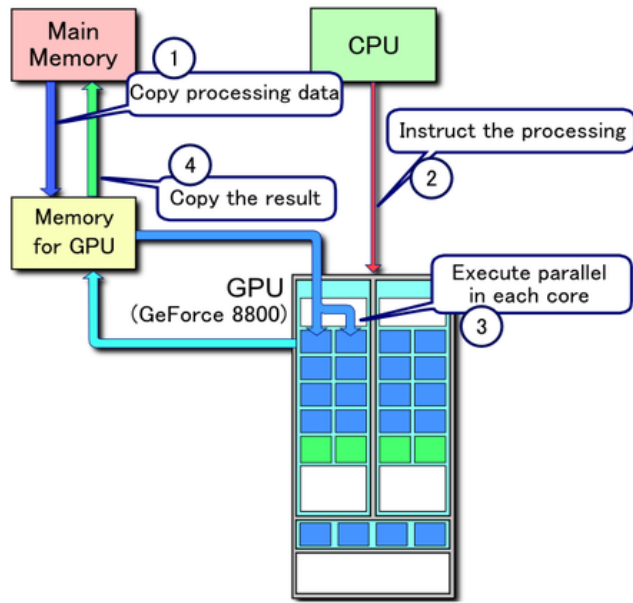 Main
Memory
CPU
1
Copy processing data
Instruct the processing
2
4
Copy the result
Memory
for GPU
GPU
(GeForce 8800)
Execute parallel
in each core
3